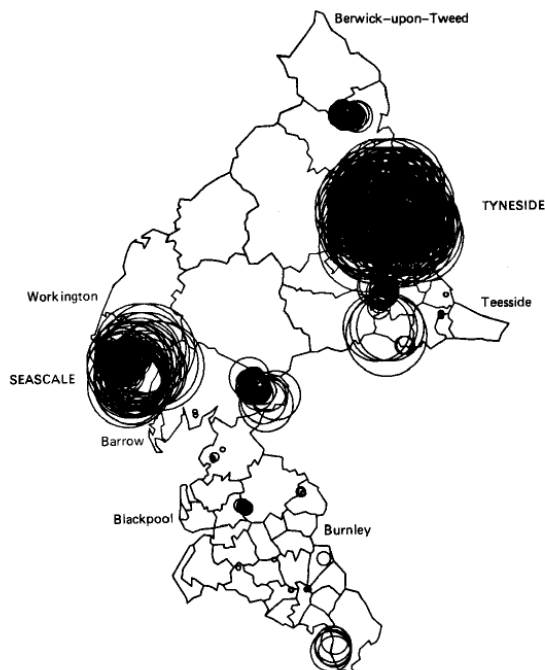 Berwick-upon-Tweed
TYNESIDE
Workington
Teesside
SEASCALE
Barrow
Blackpool
Burnley